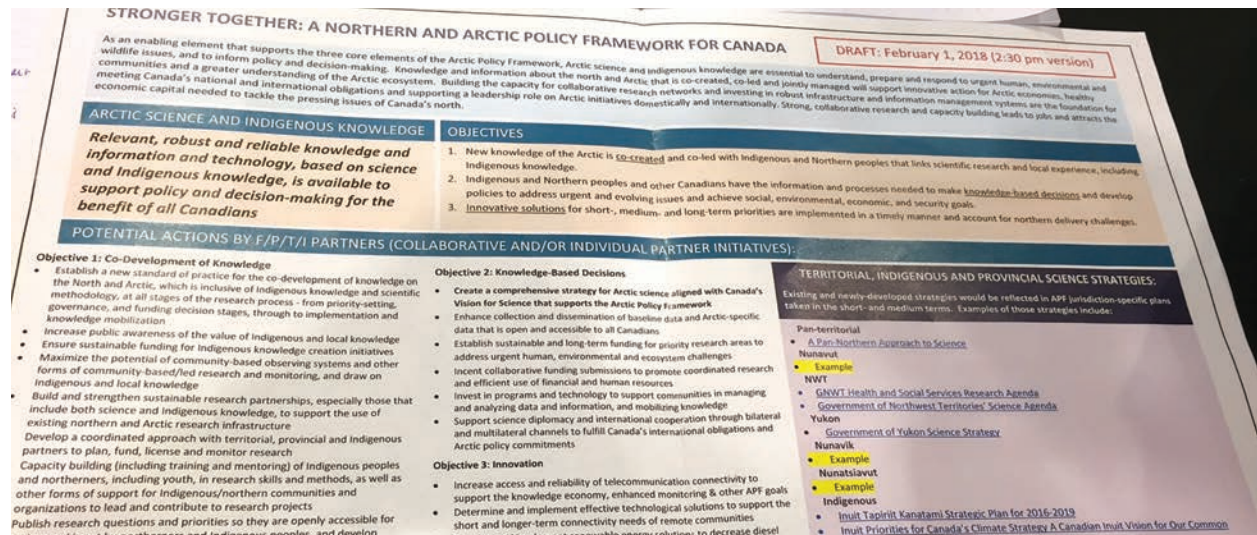 STRONGER TOGETHER: A NORTHERN AND ARCTIC POLICY FRAMEWORK FOR CANADA
DRAFT: February 1, 2018 (2:30 pm version)
As an enabling element that supports the three core elements of the Arctic Policy Framework, Arctic science and indigenous knowledge are essential to understand, prepare and respond to urgent human, environmental and
wildlife issues, and to inform policy and decision-making. Knowledge and information about the north and Arctic that is co-created, co-led and jointly managed will support innovative action for Arctic economies, healthy
communities and a greater understanding of the Arctic ecosystem. Building the capacity for collaborative research networks and investing in robust infrastructure and information management systems are the foundation for
meeting Canada's national and international obligations and supporting a leadership role on Arctic initiatives domestically and internationally. Strong, collaborative research and capacity building leads to jobs and attracts the
economic capital needed to tackle the pressing issues of Canada's north.
ARCTIC SCIENCE AND INDIGENOUS KNOWLEDGE
Relevant, robust and reliable knowledge and
information and technology, based on science
and Indigenous knowledge, is available to
support policy and decision-making for the
benefit of all Canadians
OBJECTIVES
1. New knowledge of the Arctic is co-created and co-led with Indigenous and Northern peoples that links scientific research and local experience, including
Indigenous knowledge.
2. Indigenous and Northern peoples and other Canadians have the information and processes needed to make knowledge-based decisions and develop
policies to address urgent and evolving issues and achieve social, environmental, economic, and security goals.
3. Innovative solutions for short-, medium- and long-term priorities are implemented in a timely manner and account for northern delivery challenges.
POTENTIAL ACTIONS BY F/P/T/I PARTNERS (COLLABORATIVE AND/OR INDIVIDUAL PARTNER INITIATIVES):
Objective 1: Co-Development of Knowledge
• Establish a new standard of practice for the co-development of knowledge on
the North and Arctic, which is inclusive of Indigenous knowledge and scientific
methodology, at all stages of the research process - from priority-setting,
governance, and funding decision stages, through to implementation and
knowledge mobilization
• Increase public awareness of the value of Indigenous and local knowledge
• Ensure sustainable funding for Indigenous knowledge creation initiatives
• Maximize the potential of community-based observing systems and other
forms of community-based/led research and monitoring, and draw on
Indigenous and local knowledge
• Build and strengthen sustainable research partnerships, especially those that
include both science and Indigenous knowledge, to support the use of
existing northern and Arctic research infrastructure
Develop a coordinated approach with territorial, provincial and Indigenous
partners to plan, fund, license and monitor research
Capacity building (including training and mentoring) of Indigenous peoples
and northerners, including youth, in research skills and methods, as well as
other forms of support for Indigenous/northern communities and
organizations to lead and contribute to research projects
Publish research questions and priorities so they are openly accessible for
by northerners and Indigenous peoples, and develop
Objective 2: Knowledge-Based Decisions
• Create a comprehensive strategy for Arctic science aligned with Canada's
Vision for Science that supports the Arctic Policy Framework
• Enhance collection and dissemination of baseline data and Arctic-specific
data that is open and accessible to all Canadians
• Establish sustainable and long-term funding for priority research areas to
address urgent human, environmental and ecosystem challenges
• Incent collaborative funding submissions to promote coordinated research
and efficient use of financial and human resources
• Invest in programs and technology to support communities in managing
and analyzing data and information, and mobilizing knowledge
• Support science diplomacy and international cooperation through bilateral
and multilateral channels to fulfill Canada's international obligations and
Arctic policy commitments
Objective 3: Innovation
• Increase access and reliability of telecommunication connectivity to
support the knowledge economy, enhanced monitoring & other APF goals
• Determine and implement effective technological solutions to support the
short and longer-term connectivity needs of remote communities
renewable energy solutions to decrease diesel
TERRITORIAL, INDIGENOUS AND PROVINCIAL SCIENCE STRATEGIES:
Existing and newly-developed strategies would be reflected in APF jurisdiction-specific plans
taken in the short- and medium terms. Examples of those strategies include:
Pan-territorial
• A Pan-Northern Approach to Science
Nunavut
• Example
NWT
• GNWT Health and Social Services Research Agenda
• Government of Northwest Territories' Science Agenda
Yukon
• Government of Yukon Science Strategy
Nunavik
• Example
Nunatsiavut
• Example
Indigenous
• Inuit Tapiriit Kanatami Strategic Plan for 2016-2019
• Inuit Priorities for Canada's Climate Strategy A Canadian Inuit Vision for Our Common